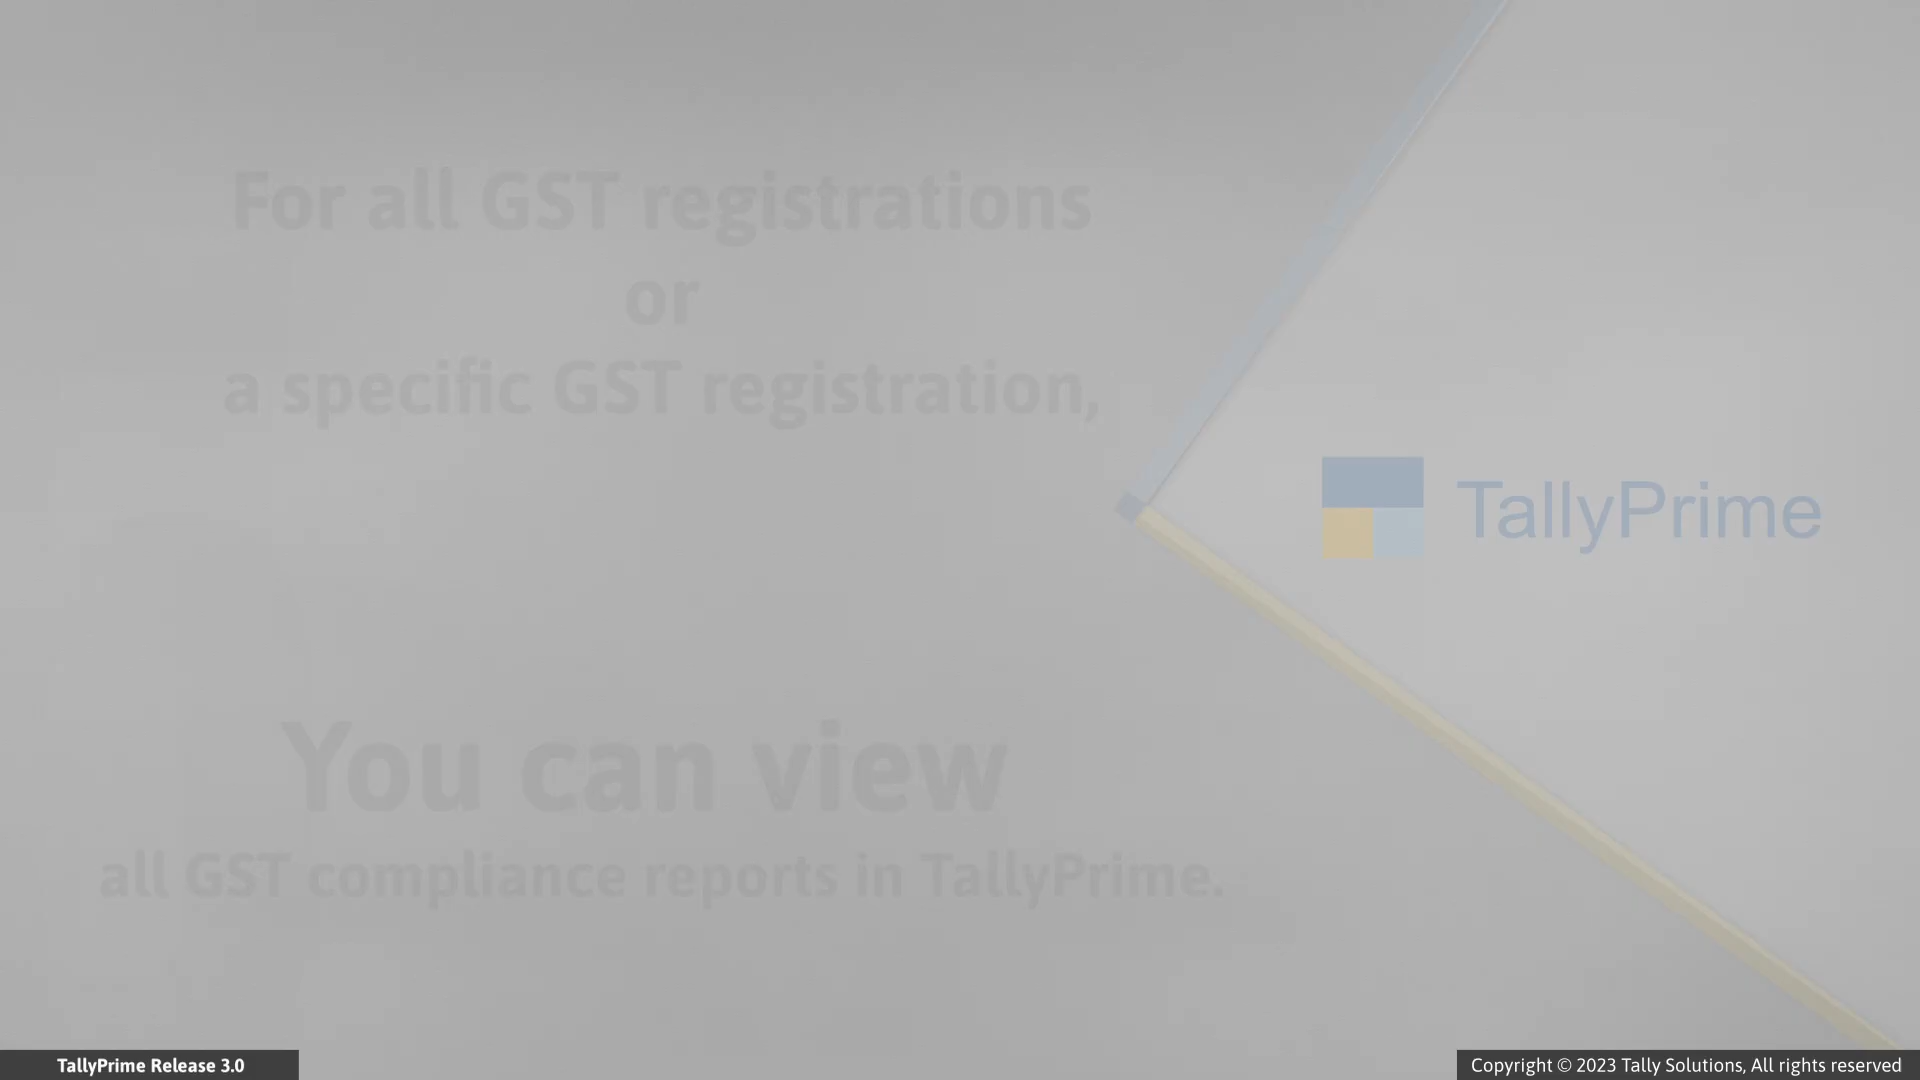 For all GST registrations
or
a specific GST registration,
TallyPrime
You can view
all GST compliance reports in TallyPrime.
TallyPrime Release 3.0
Copyright © 2023 Tally Solutions, All rights reserved